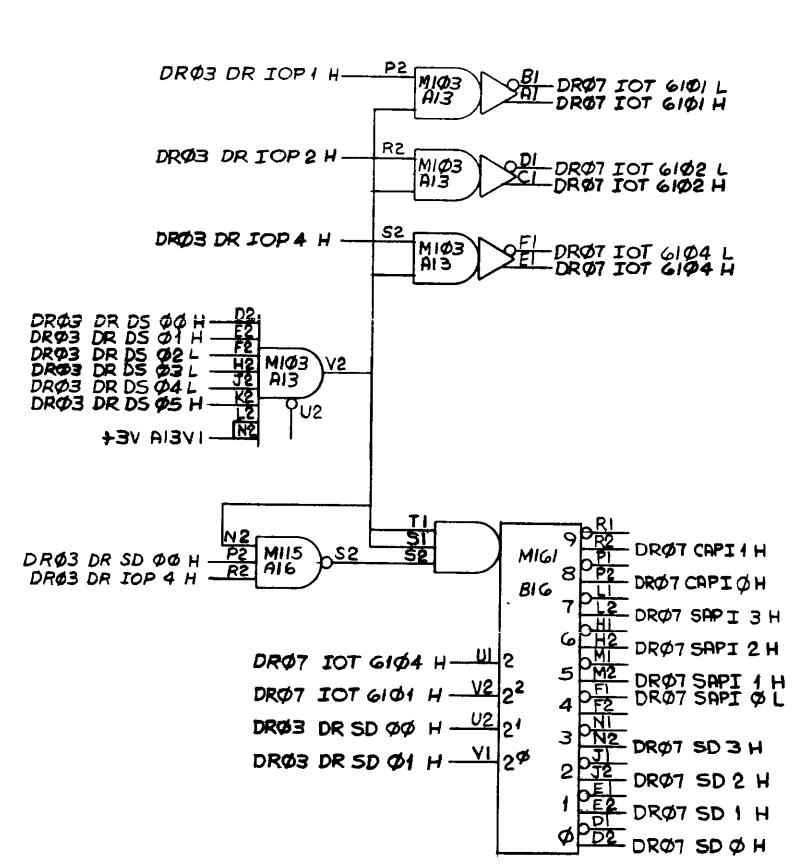 DRØ3 DR IOP 1 H P2 M1Ø3 A13 B1 DRØ7 IOT 61Ø1 L
A1 DRØ7 IOT 61Ø1 H
DRØ3 DR IOP 2 H R2 M1Ø3 A13 D1 DRØ7 IOT 61Ø2 L
C1 DRØ7 IOT 61Ø2 H
DRØ3 DR IOP 4 H S2 M1Ø3 A13 F1 DRØ7 IOT 61Ø4 L
E1 DRØ7 IOT 61Ø4 H
DRØ3 DR DS ØØ H D2
DRØ3 DR DS Ø1 H E2
DRØ3 DR DS Ø2 L F2
DRØ3 DR DS Ø3 L H2 M1Ø3 V2
DRØ3 DR DS Ø4 L J2 A13
DRØ3 DR DS Ø5 H K2
L2 U2
+3V A13V1 N2
T1
S1
S2
N2
DRØ3 DR SD ØØ H P2 M115 S2
DRØ3 DR IOP 4 H R2 A16
M161
B16
9 R1
R2 DRØ7 CAPI 1 H
8 P1
P2 DRØ7 CAPI Ø H
7 L1
L2 DRØ7 SAPI 3 H
6 H1
H2 DRØ7 SAPI 2 H
5 M1
M2 DRØ7 SAPI 1 H
4 F1 DRØ7 SAPI Ø L
F2
3 N1
N2 DRØ7 SD 3 H
2 J1
J2 DRØ7 SD 2 H
1 E1
E2 DRØ7 SD 1 H
Ø D1
D2 DRØ7 SD Ø H
DRØ7 IOT 61Ø4 H U1 2
DRØ7 IOT 61Ø1 H V2 2²
DRØ3 DR SD ØØ H U2 2¹
DRØ3 DR SD Ø1 H V1 2^Ø